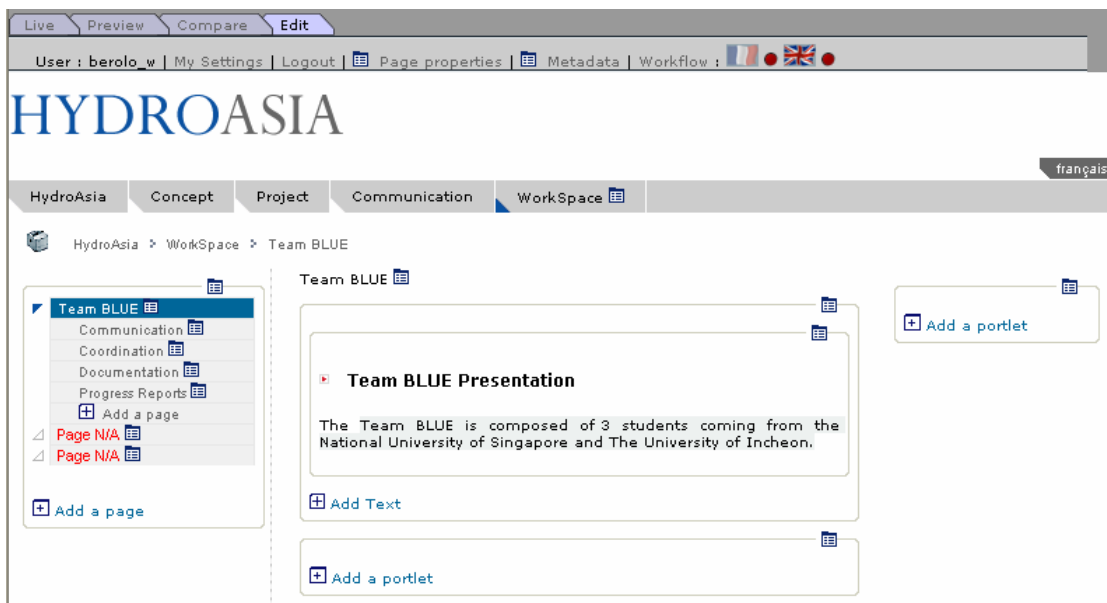 Live Preview Compare Edit
User : berolo_w | My Settings | Logout | Page properties | Metadata | Workflow :
HYDROASIA
français
HydroAsia Concept Project Communication WorkSpace
HydroAsia > WorkSpace > Team BLUE
Team BLUE
Team BLUE
Communication
Coordination
Documentation
Progress Reports
Add a page
Page N/A
Page N/A
Add a page
Team BLUE Presentation
The Team BLUE is composed of 3 students coming from the
National University of Singapore and The University of Incheon.
Add Text
Add a portlet
Add a portlet